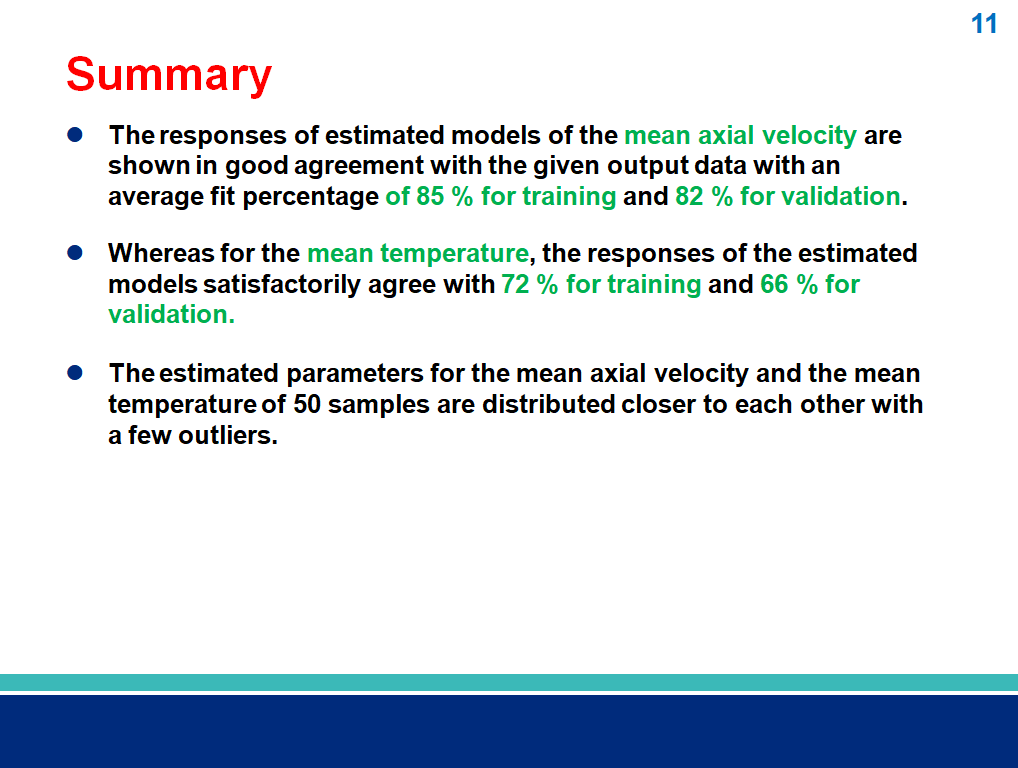 11
Summary
The responses of estimated models of the mean axial velocity are
shown in good agreement with the given output data with an
average fit percentage of 85 % for training and 82 % for validation.
Whereas for the mean temperature, the responses of the estimated
models satisfactorily agree with 72 % for training and 66 % for
validation.
The estimated parameters for the mean axial velocity and the mean
temperature of 50 samples are distributed closer to each other with
a few outliers.